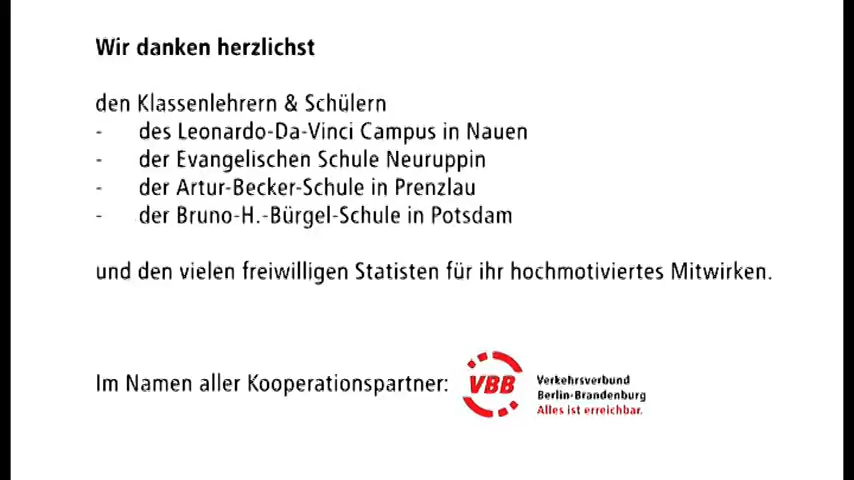 Wir danken herzlichst
den Klassenlehrern & Schülern
- des Leonardo-Da-Vinci Campus in Nauen
- der Evangelischen Schule Neuruppin
- der Artur-Becker-Schule in Prenzlau
- der Bruno-H.-Bürgel-Schule in Potsdam
und den vielen freiwilligen Statisten für ihr hochmotiviertes Mitwirken.
Im Namen aller Kooperationspartner:
VBB
Verkehrsverbund
Berlin-Brandenburg
Alles ist erreichbar.